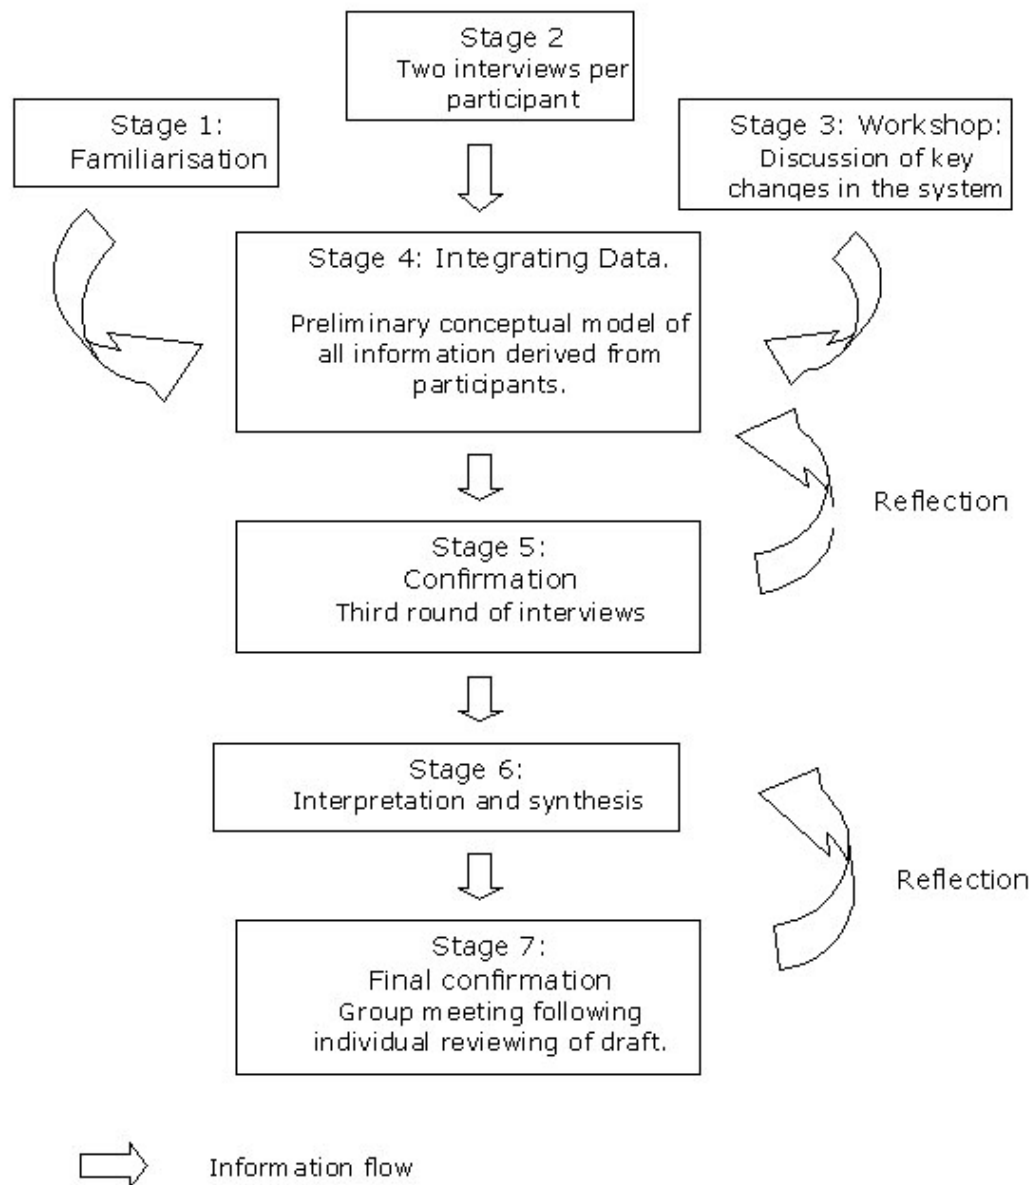 Stage 2
Two interviews per
participant
Stage 1:
Familiarisation
Stage 3: Workshop:
Discussion of key
changes in the system
Stage 4: Integrating Data.
Preliminary conceptual model of
all information derived from
participants.
Reflection
Stage 5:
Confirmation
Third round of interviews
Stage 6:
Interpretation and synthesis
Reflection
Stage 7:
Final confirmation
Group meeting following
individual reviewing of draft.
Information flow